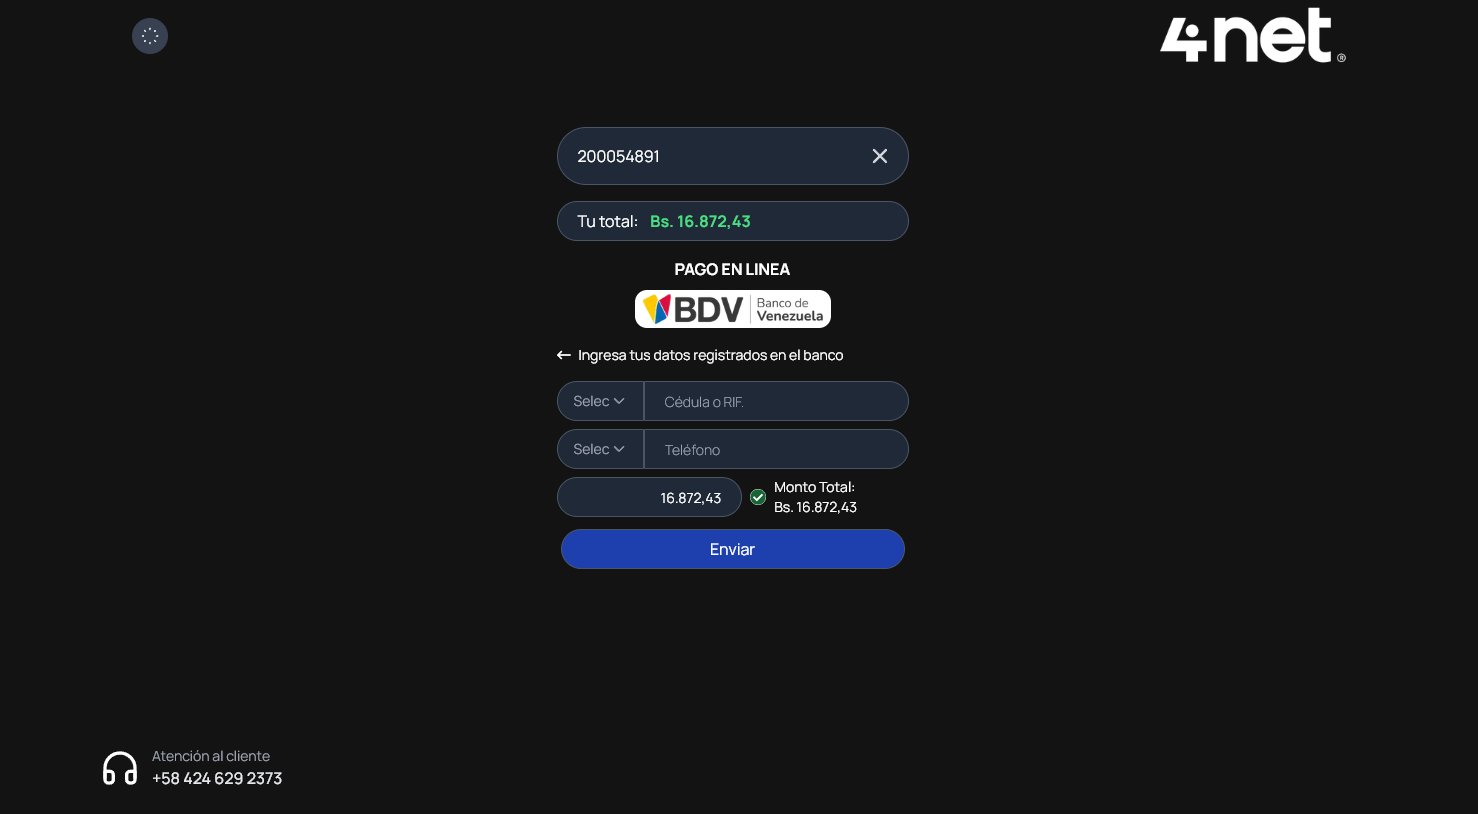 4net®
200054891
Tu total: Bs. 16.872,43
PAGO EN LINEA
BDV Banco de Venezuela
Ingresa tus datos registrados en el banco
Selec Cédula o RIF.
Selec Teléfono
16.872,43 Monto Total:
Bs. 16.872,43
Enviar
Atención al cliente
+58 424 629 2373